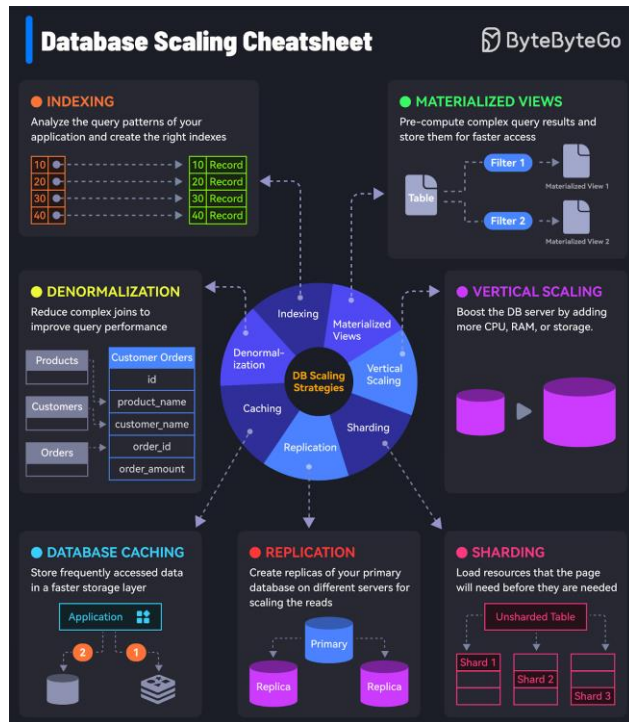 Database Scaling Cheatsheet
ByteByteGo
INDEXING
Analyze the query patterns of your
application and create the right indexes
10
10 Record
20
20 Record
30
30 Record
40
40 Record
MATERIALIZED VIEWS
Pre-compute complex query results and
store them for faster access
Table
Filter 1
Materialized View 1
Filter 2
Materialized View 2
DENORMALIZATION
Reduce complex joins to
improve query performance
Products
Customers
Orders
Customer Orders
id
product_name
customer_name
order_id
order_amount
Indexing
Materialized
Views
Vertical
Scaling
Sharding
Replication
Caching
Denormal-
ization
DB Scaling
Strategies
VERTICAL SCALING
Boost the DB server by adding
more CPU, RAM, or storage.
DATABASE CACHING
Store frequently accessed data
in a faster storage layer
Application
2
1
REPLICATION
Create replicas of your primary
database on different servers for
scaling the reads
Primary
Replica
Replica
SHARDING
Load resources that the page
will need before they are needed
Unsharded Table
Shard 1
Shard 2
Shard 3